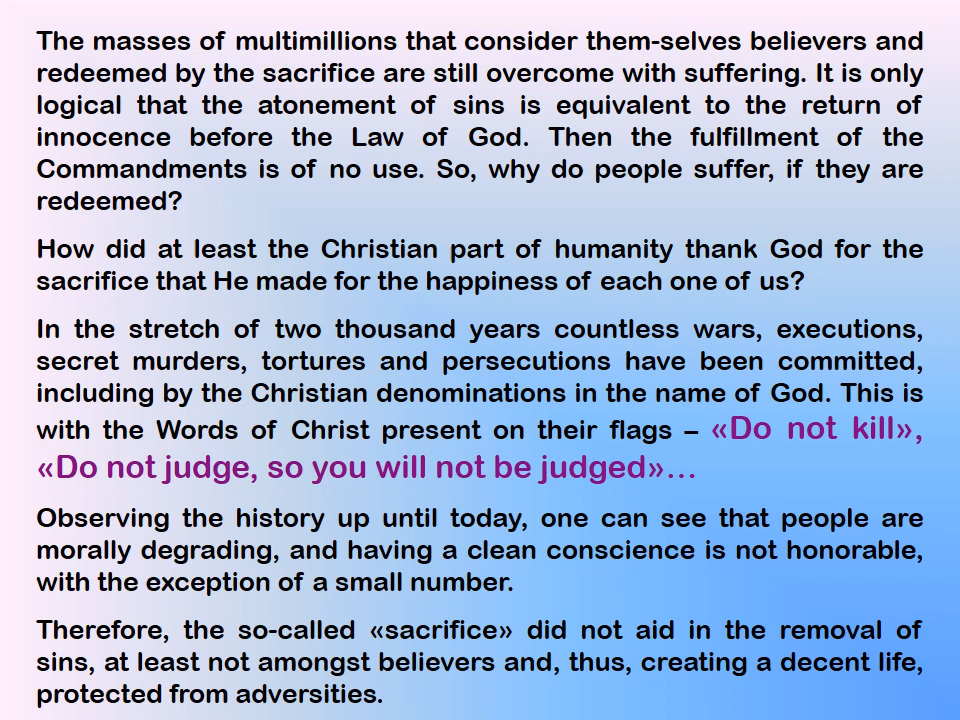 The masses of multimillions that consider them-selves believers and
redeemed by the sacrifice are still overcome with suffering. It is only
logical that the atonement of sins is equivalent to the return of
innocence before the Law of God. Then the fulfillment of the
Commandments is of no use. So, why do people suffer, if they are
redeemed?
How did at least the Christian part of humanity thank God for the
sacrifice that He made for the happiness of each one of us?
In the stretch of two thousand years countless wars, executions,
secret murders, tortures and persecutions have been committed,
including by the Christian denominations in the name of God. This is
with the Words of Christ present on their flags – «Do not kill»,
«Do not judge, so you will not be judged»…
Observing the history up until today, one can see that people are
morally degrading, and having a clean conscience is not honorable,
with the exception of a small number.
Therefore, the so-called «sacrifice» did not aid in the removal of
sins, at least not amongst believers and, thus, creating a decent life,
protected from adversities.